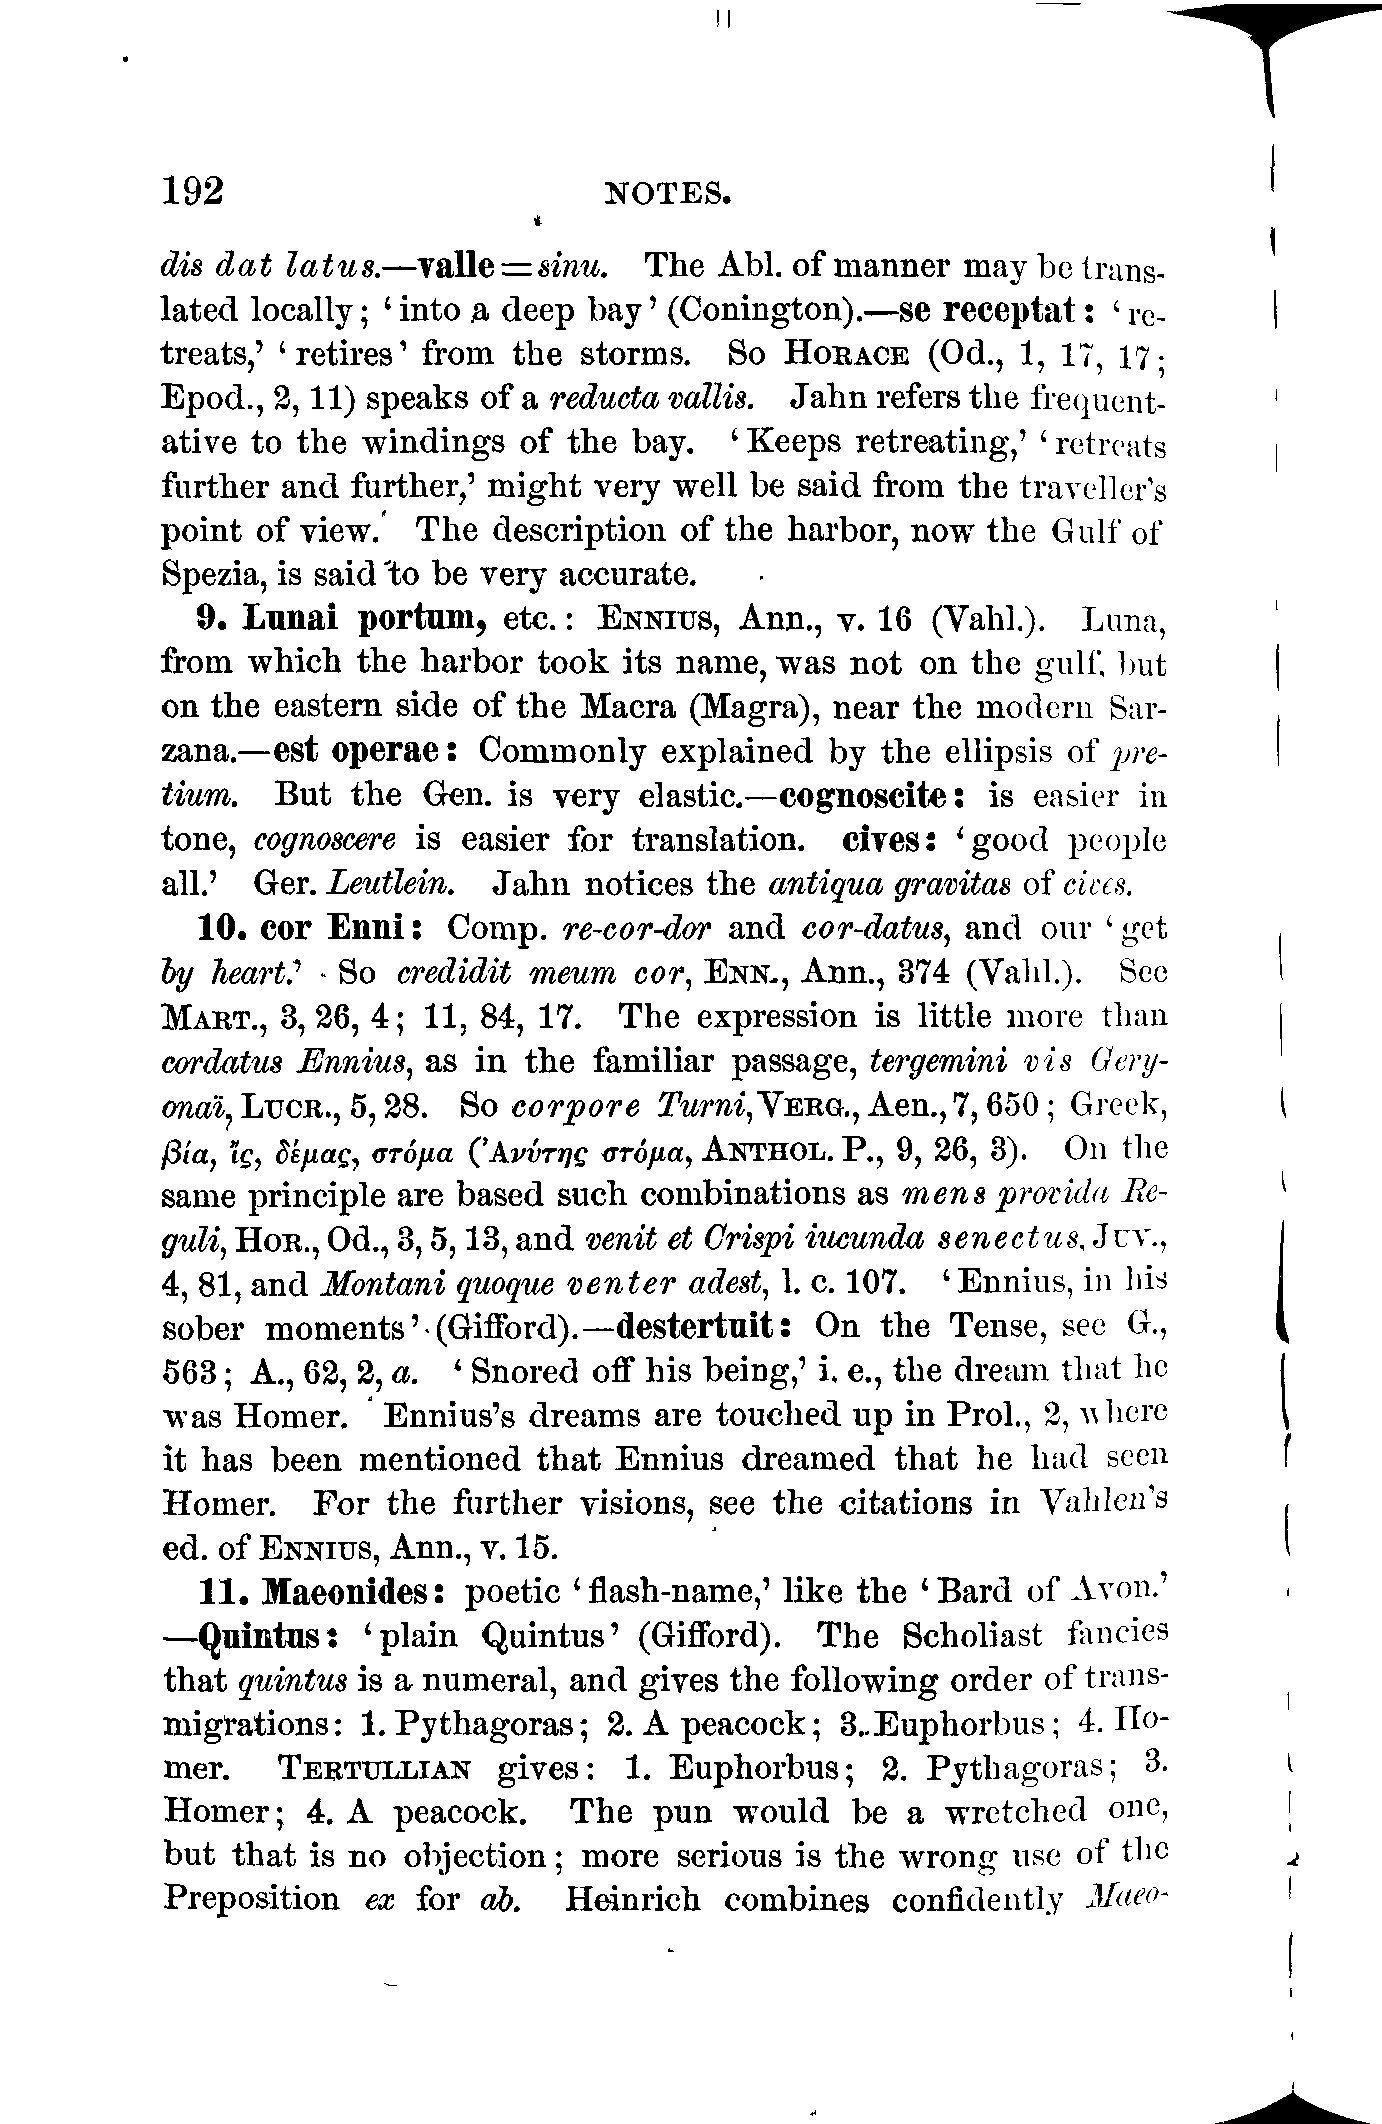 192 NOTES.
dis dat latus.—valle = sinu. The Abl. of manner may be trans-
lated locally; ‘into a deep bay’ (Conington).—se receptat: ‘re-
treats,’ ‘retires’ from the storms. So HORACE (Od., 1, 17, 17;
Epod., 2, 11) speaks of a reducta vallis. Jahn refers the frequent-
ative to the windings of the bay. ‘Keeps retreating,’ ‘retreats
further and further,’ might very well be said from the traveller's
point of view. The description of the harbor, now the Gulf of
Spezia, is said to be very accurate.
9. Lunai portum, etc.: ENNIUS, Ann., v. 16 (Vahl.). Luna,
from which the harbor took its name, was not on the gulf, but
on the eastern side of the Macra (Magra), near the modern Sar-
zana.—est operae: Commonly explained by the ellipsis of pre-
tium. But the Gen. is very elastic.—cognoscite: is easier in
tone, cognoscere is easier for translation. cives: ‘good people
all.’ Ger. Leutlein. Jahn notices the antiqua gravitas of cives.
10. cor Enni: Comp. re-cor-dor and cor-datus, and our ‘get
by heart.’ So credidit meum cor, ENN., Ann., 374 (Vahl.). See
MART., 3, 26, 4; 11, 84, 17. The expression is little more than
cordatus Ennius, as in the familiar passage, tergemini vis Gery-
onaï, LUCR., 5, 28. So corpore Turni, VERG., Aen., 7, 650; Greek,
βία, ἴς, δέμας, στόμα (Ἀνύτης στόμα, ANTHOL. P., 9, 26, 3). On the
same principle are based such combinations as mens provida Re-
guli, HOR., Od., 3, 5, 13, and venit et Crispi iucunda senectus, JUV.,
4, 81, and Montani quoque venter adest, l. c. 107. ‘Ennius, in his
sober moments’ (Gifford).—destertuit: On the Tense, see G.,
563; A., 62, 2, a. ‘Snored off his being,’ i. e., the dream that he
was Homer. Ennius's dreams are touched up in Prol., 2, where
it has been mentioned that Ennius dreamed that he had seen
Homer. For the further visions, see the citations in Vahlen's
ed. of ENNIUS, Ann., v. 15.
11. Maeonides: poetic ‘flash-name,’ like the ‘Bard of Avon.’
—Quintus: ‘plain Quintus’ (Gifford). The Scholiast fancies
that quintus is a numeral, and gives the following order of trans-
migrations: 1. Pythagoras; 2. A peacock; 3. Euphorbus; 4. Ho-
mer. TERTULLIAN gives: 1. Euphorbus; 2. Pythagoras; 3.
Homer; 4. A peacock. The pun would be a wretched one,
but that is no objection; more serious is the wrong use of the
Preposition ex for ab. Heinrich combines confidently Maeo-